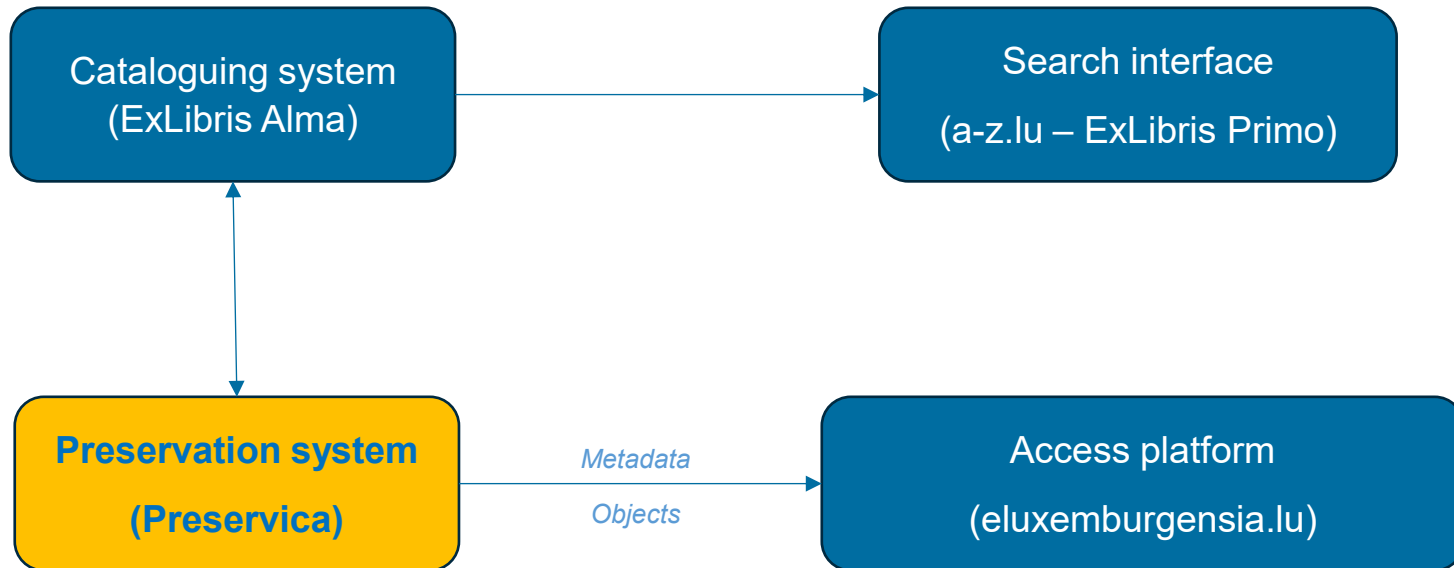 Cataloguing system
(ExLibris Alma)
Search interface
(a-z.lu – ExLibris Primo)
Preservation system
(Preservica)
Metadata
Objects
Access platform
(eluxemburgensia.lu)